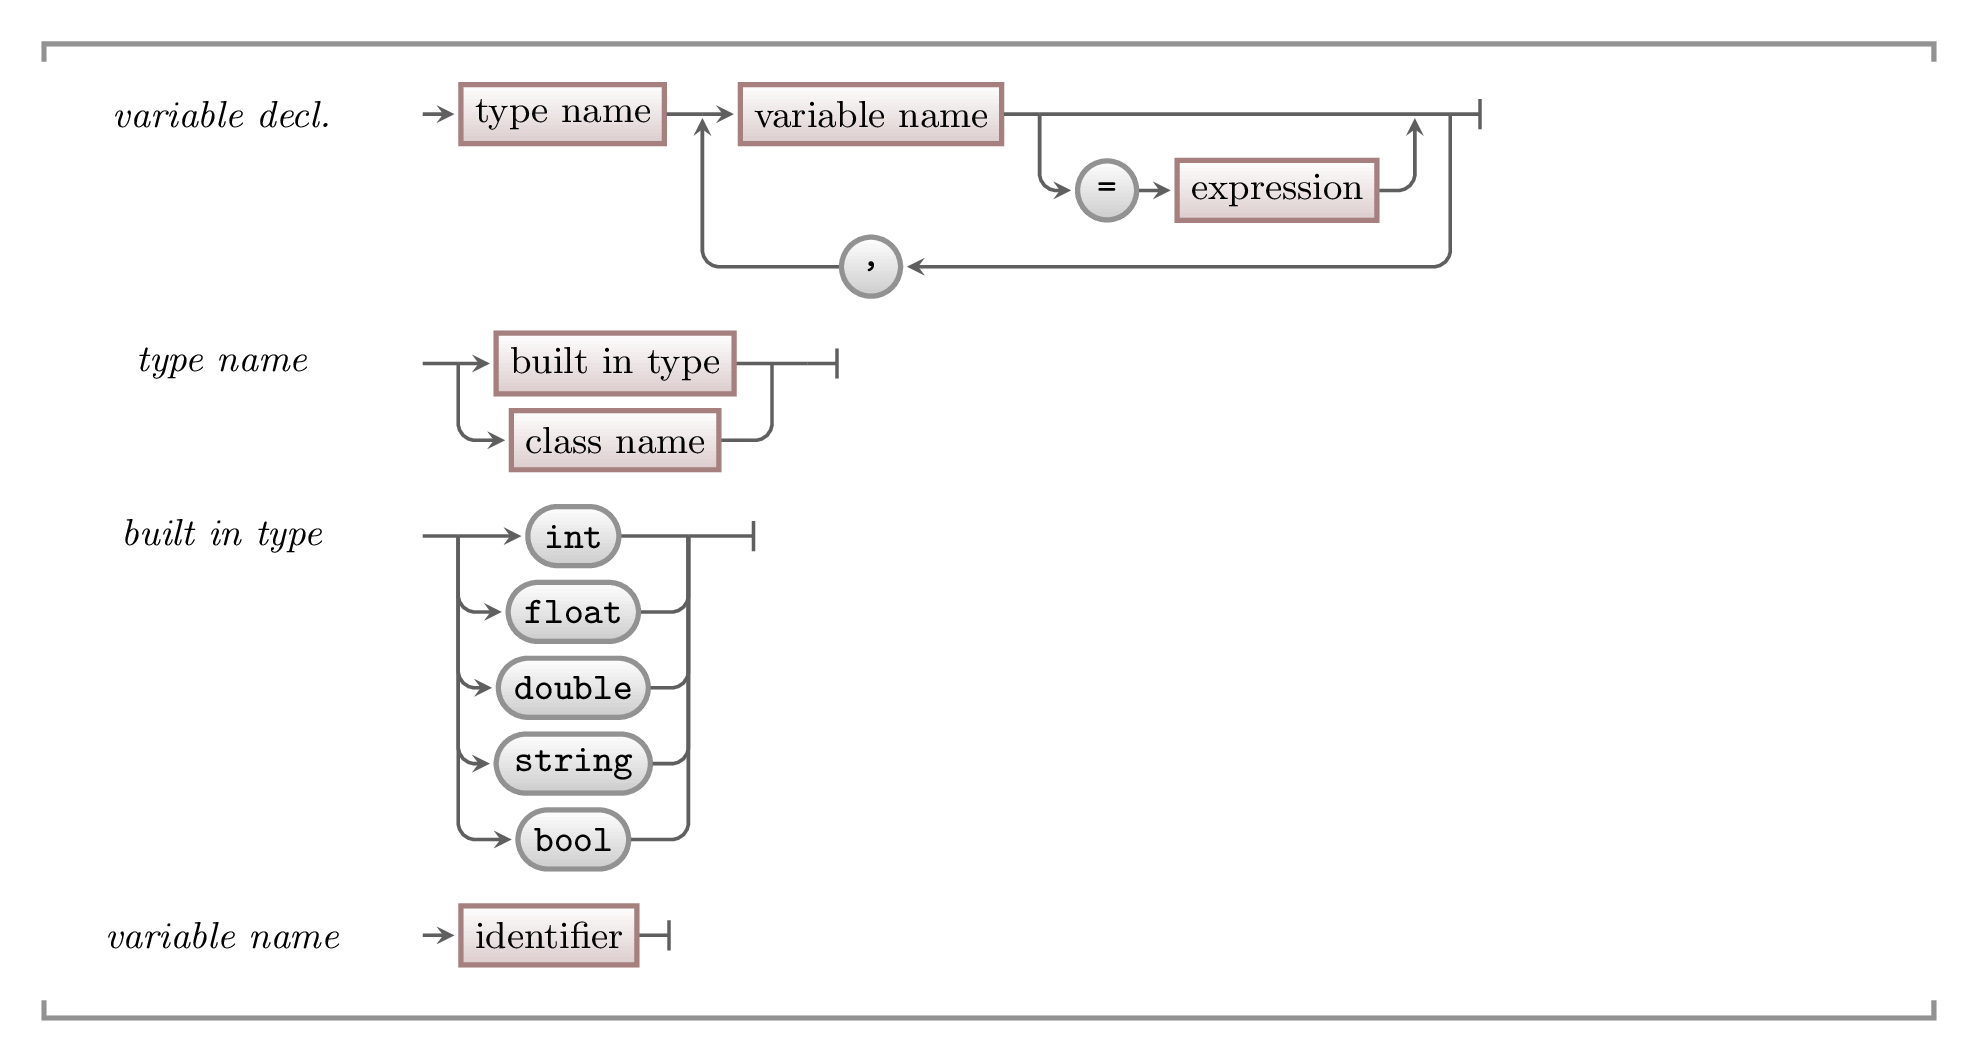 variable decl. type name variable name
= expression
,
type name built in type
class name
built in type int
float
double
string
bool
variable name identifier